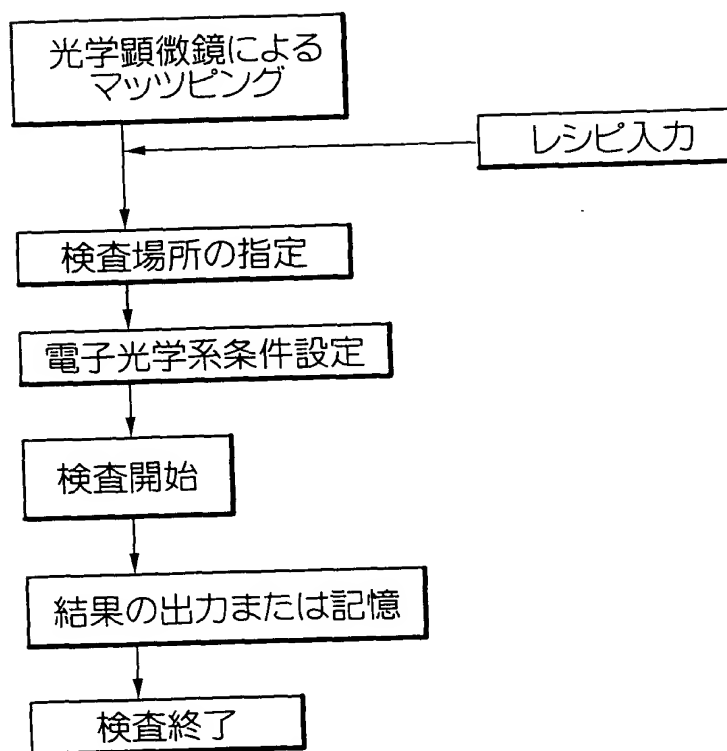 光学顕微鏡による
マッツピング
レシピ入力
検査場所の指定
電子光学系条件設定
検査開始
結果の出力または記憶
検査終了